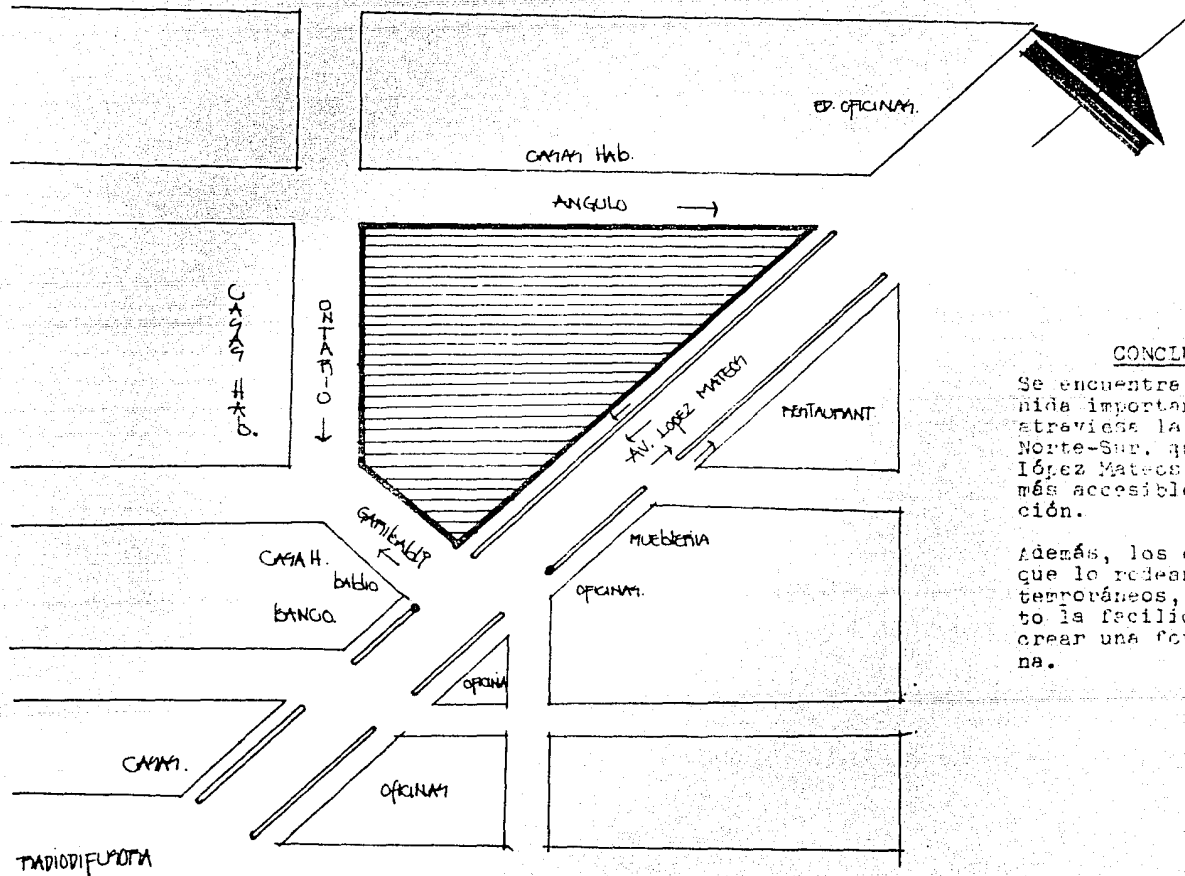 ED. OFICINAS.
CASAS HAb.
ANGULO
CASAS HAb.
ONTARIO
AV. LOPEZ MATEOS
RESTAURANT
GARIBALDI
MUEBLERIA
CASA H.
baldio
OFICINAS.
BANCO.
OFICINA
CASAS.
OFICINAS
RADIODIFUSORA
CONCLU
Se encuentra
nida importan
atraviesa la
Norte-Sur. qu
López Mateos
más accesible
ción.
Además, los e
que lo rodean
temporáneos,
to la facilid
crear una fo
na.